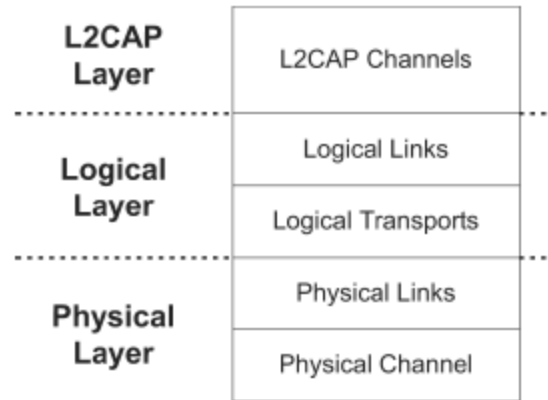 L2CAP
Layer
L2CAP Channels
Logical
Layer
Logical Links
Logical Transports
Physical
Layer
Physical Links
Physical Channel